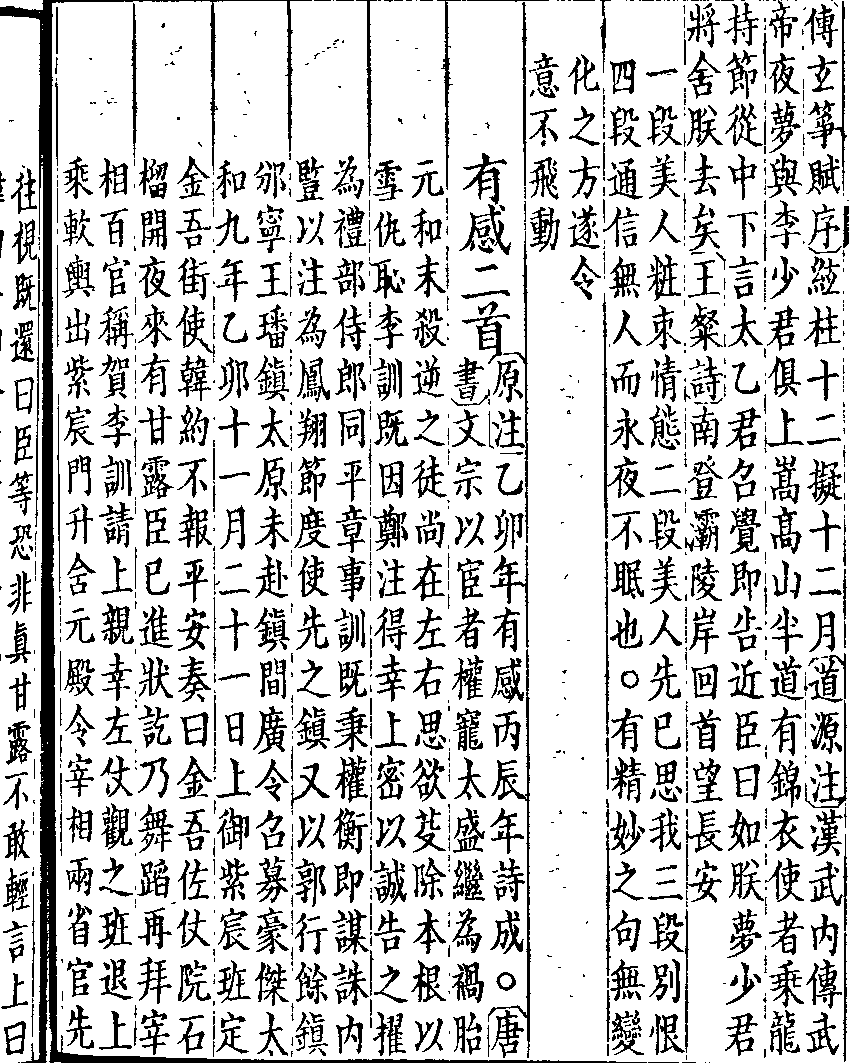 傳玄箏賦序絃柱十二擬十二月道源注漢武內傳武
帝夜夢與李少君俱上嵩高山半道有錦衣使者乘龍
持節從中下言太乙君召覺即告近臣曰如朕夢少君
將舍朕去矣王粲詩南登灞陵岸回首望長安
一段美人粧束情態二段美人先已思我三段別恨
四段通信無人而永夜不眠也○有精妙之句無變
化之方遂令
意不飛動
有感二首原注乙卯年有感丙辰年詩成○唐
書文宗以宦者權寵太盛繼為禍胎
元和末殺逆之徒尚在左右思欲芟除本根以
雪仇恥李訓既因鄭注得幸上密以誠告之擢
為禮部侍郎同平章事訓既秉權衡即謀誅內
豎以注為鳳翔節度使先之鎮又以郭行餘鎮
邠寧王璠鎮太原未赴鎮間廣令召募豪傑太
和九年乙卯十一月二十一日上御紫宸班定
金吾街使韓約不報平安奏曰金吾佐仗院石
榴開夜來有甘露臣已進狀訖乃舞蹈再拜宰
相百官稱賀李訓請上親幸左仗觀之班退上
乘軟輿出紫宸門升含元殿令宰相兩省官先
往視既還曰臣等恐非真甘露不敢輕言上曰